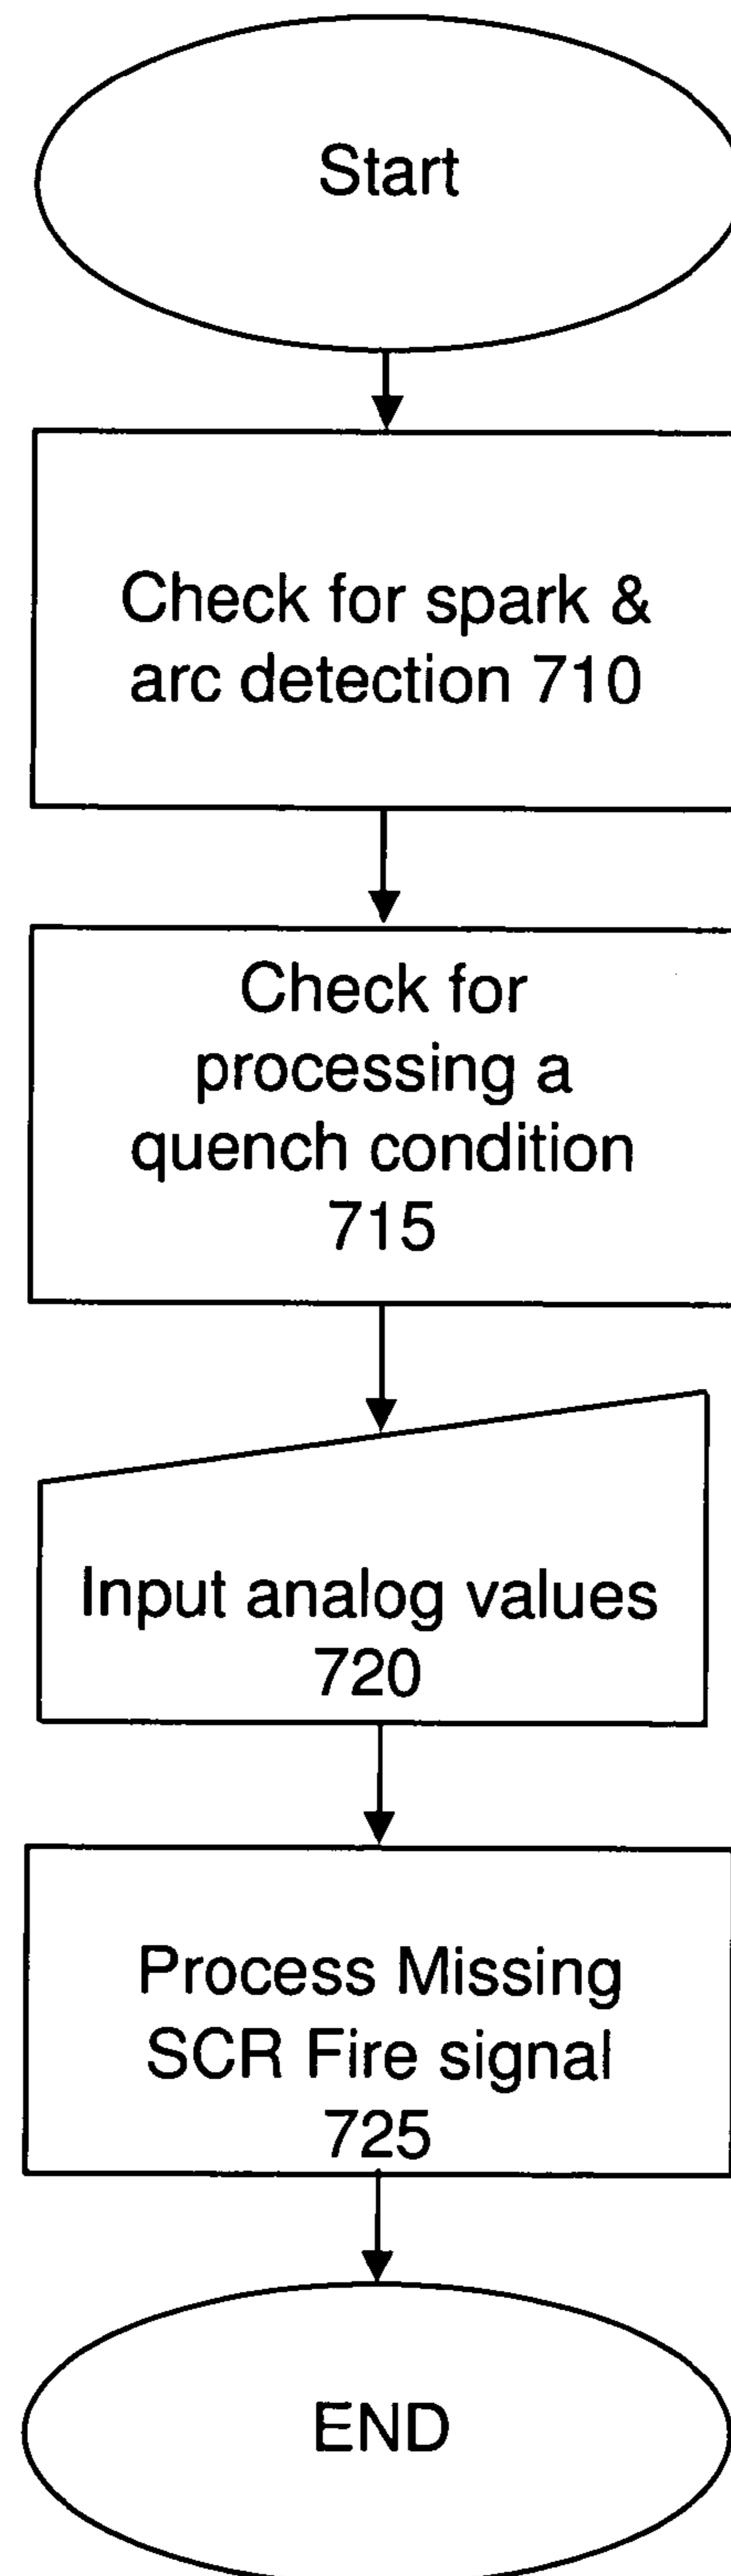 Start
Check for spark &
arc detection 710
Check for
processing a
quench condition
715
Input analog values
720
Process Missing
SCR Fire signal
725
END